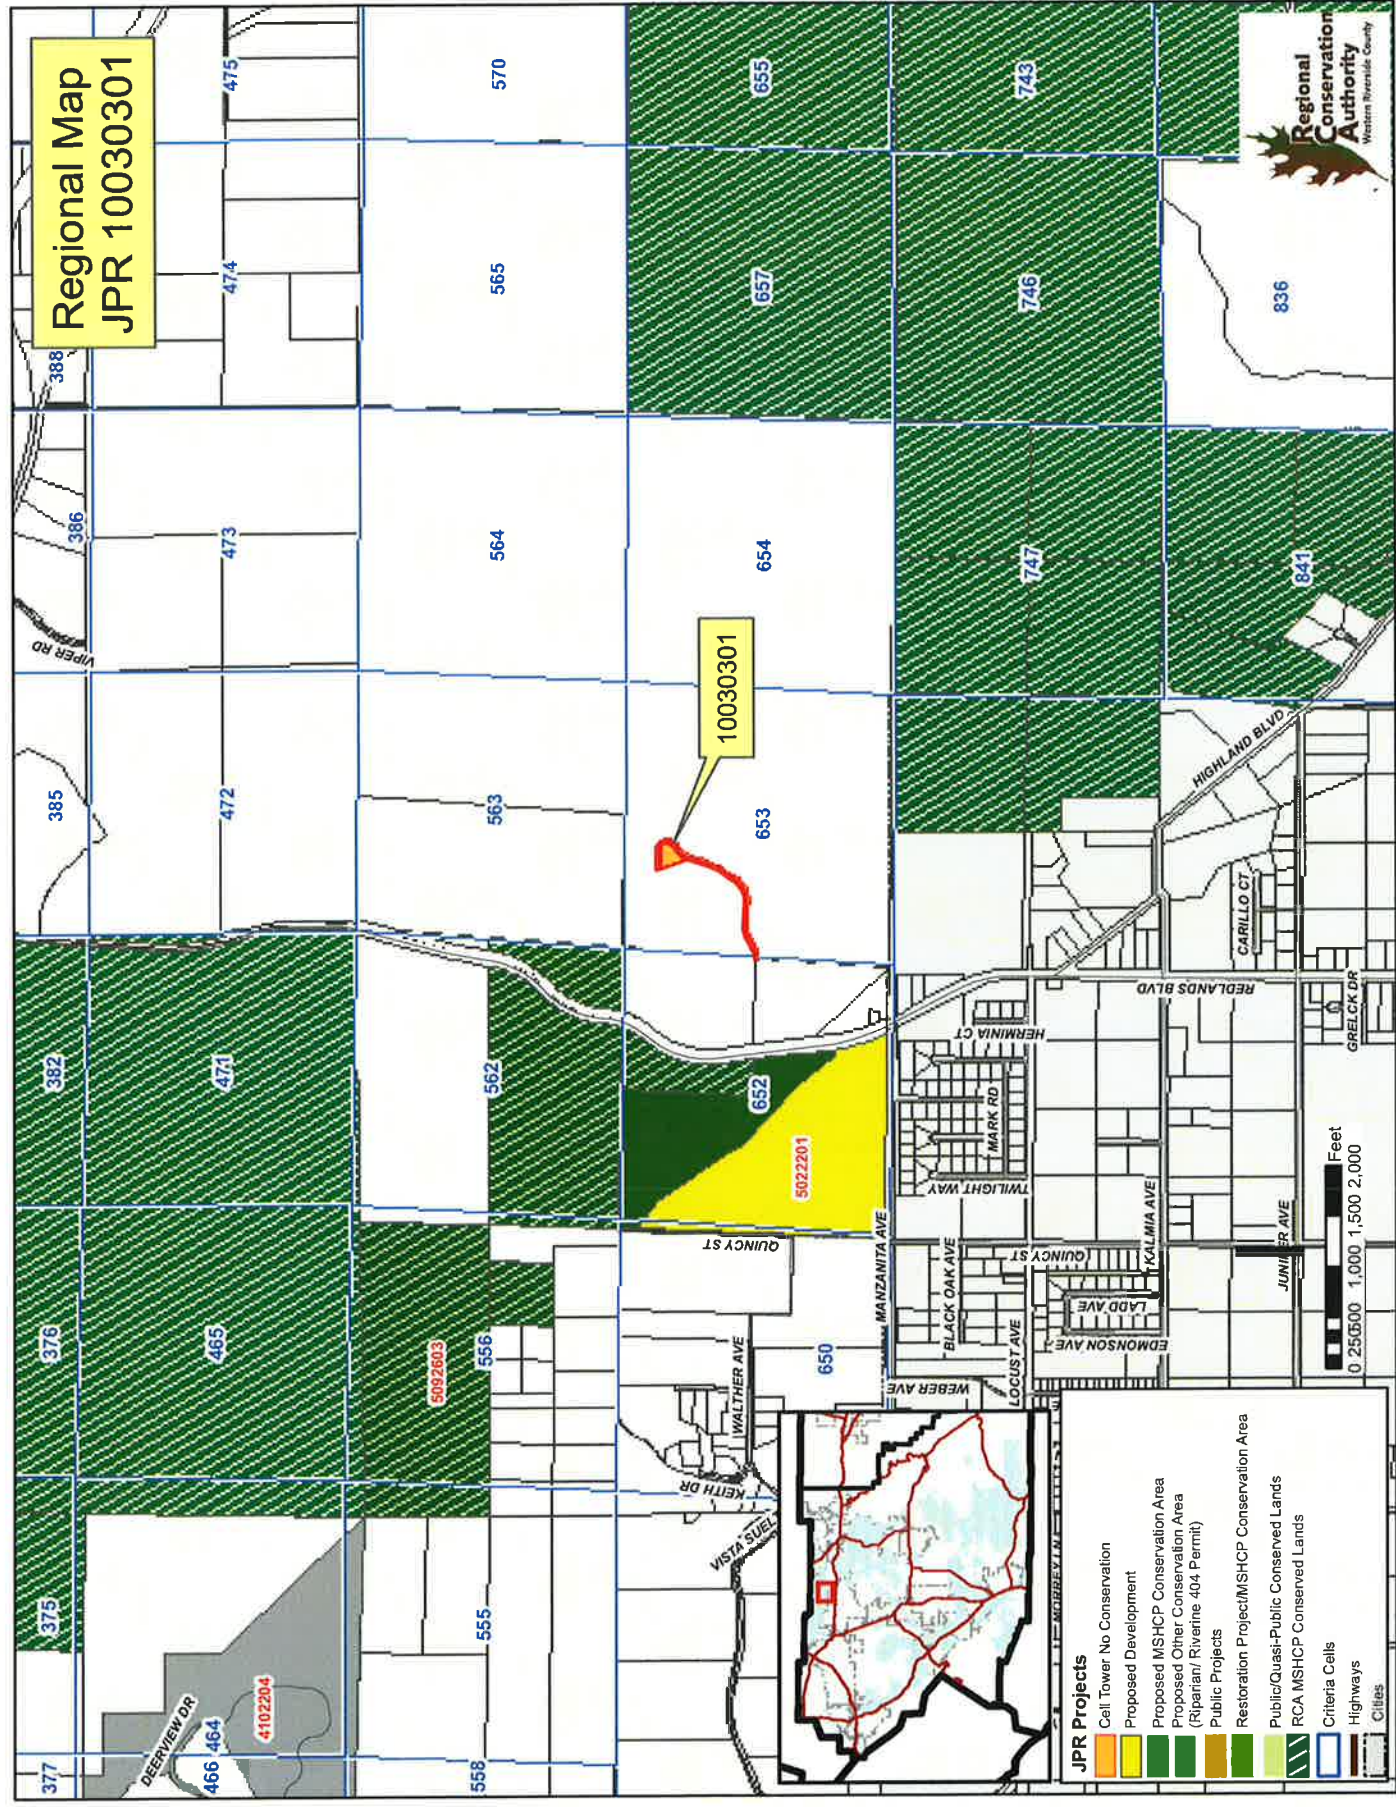 Regional Map
JPR 10030301
475
388
474
570
565
655
657
743
746
836
386
473
564
654
747
841
VIPER RD
385
472
563
653
10030301
HIGHLAND BLVD
CARILLO CT
REDLANDS BLVD
GRELCK DR
382
471
562
652
5022201
HERMINIA CT
MARK RD
TWILIGHT WAY
KALMIA AVE
376
465
5092603
556
650
QUINCY ST
MANZANITA AVE
BLACK OAK AVE
QUINCY ST
LADD AVE
EDMONSON AVE
LOCUST AVE
WEBER AVE
WALTHER AVE
KEITH DR
VISTA SUEL
375
377
DEERVIEW DR
466
464
4102204
555
558
0 250500 1,000 1,500 2,000
Feet
JPR Projects
Cell Tower No Conservation
Proposed Development
Proposed MSHCP Conservation Area
Proposed Other Conservation Area
(Riparian/ Riverine 404 Permit)
Public Projects
Restoration Project/MSHCP Conservation Area
Public/Quasi-Public Conserved Lands
RCA MSHCP Conserved Lands
Criteria Cells
Highways
Cities
Regional
Conservation
Authority
Western Riverside County